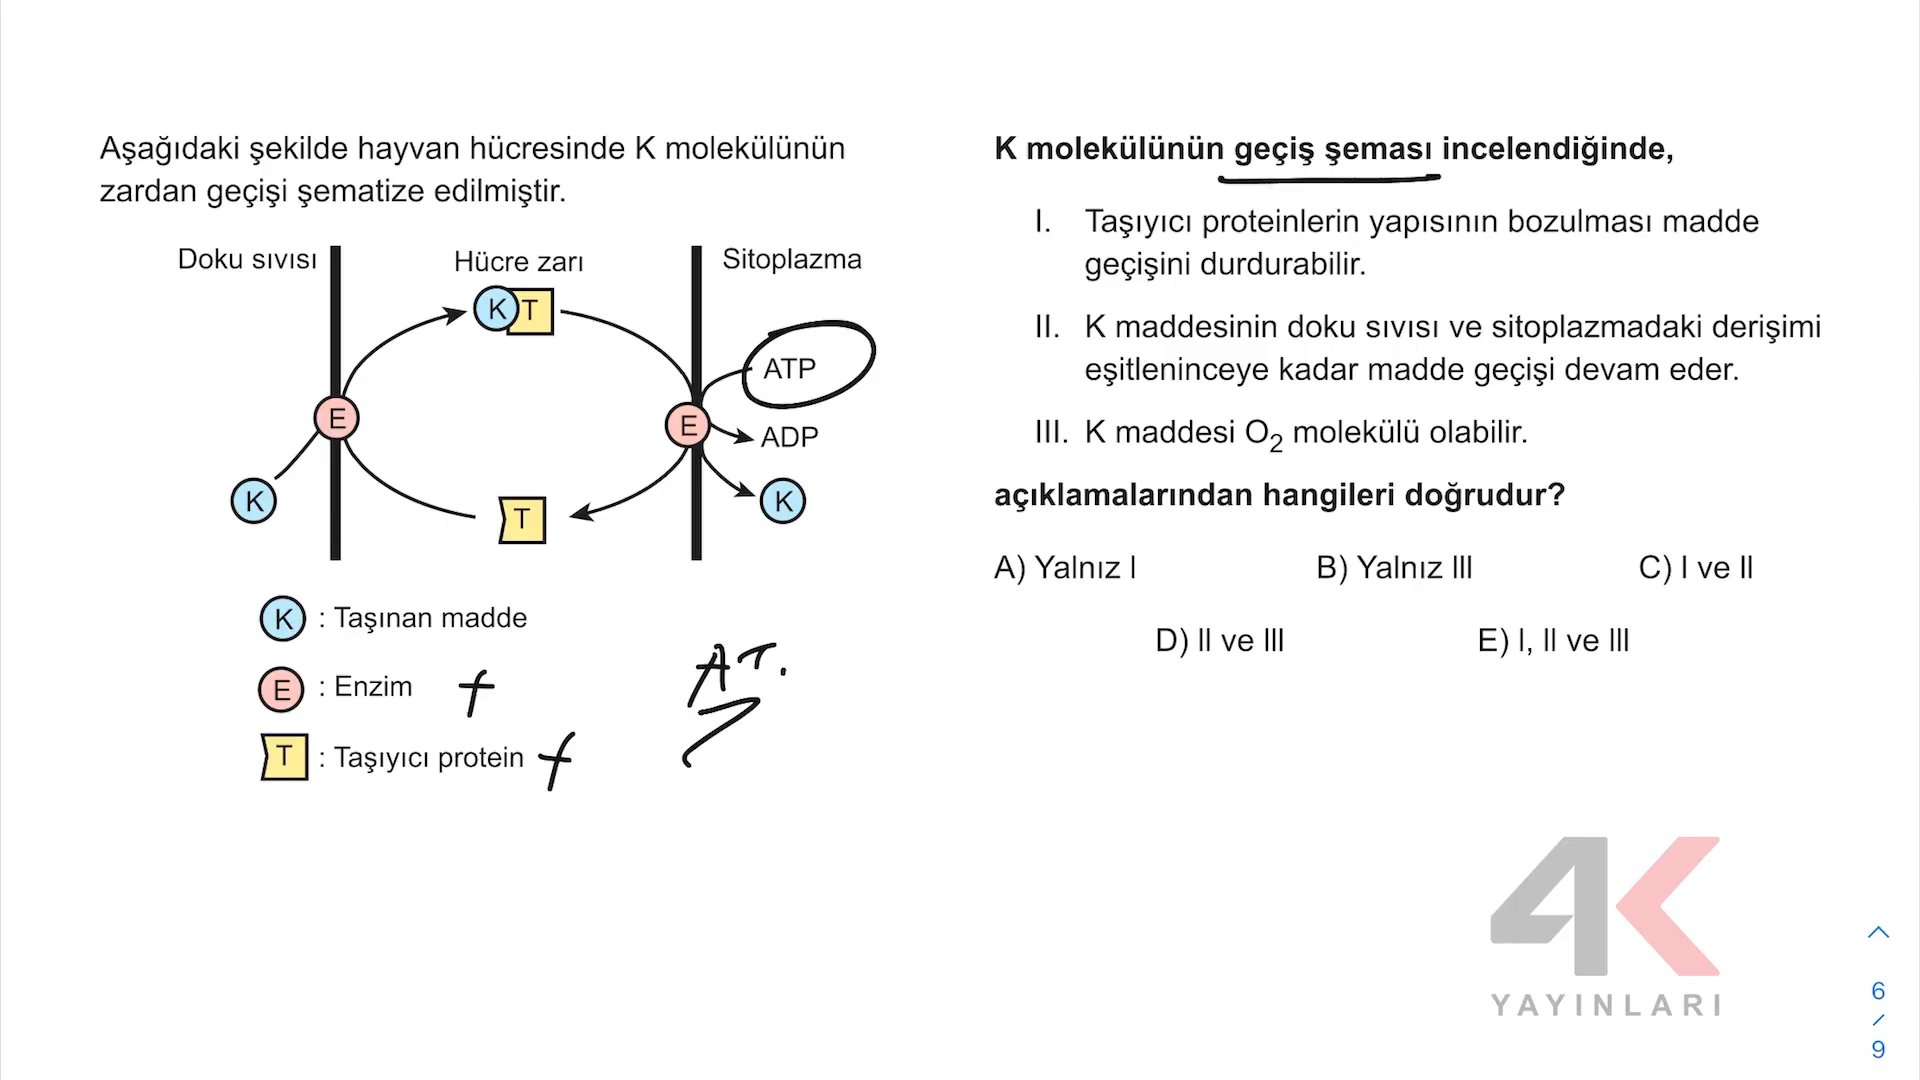 Aşağıdaki şekilde hayvan hücresinde K molekülünün
zardan geçişi şematize edilmiştir.
Doku sıvısı
Hücre zarı
Sitoplazma
K T
ATP
E
E
ADP
K
T
K
K : Taşınan madde
E : Enzim +
T : Taşıyıcı protein +
A.T.
K molekülünün geçiş şeması incelendiğinde,
I. Taşıyıcı proteinlerin yapısının bozulması madde
geçişini durdurabilir.
II. K maddesinin doku sıvısı ve sitoplazmadaki derişimi
eşitleninceye kadar madde geçişi devam eder.
III. K maddesi O₂ molekülü olabilir.
açıklamalarından hangileri doğrudur?
A) Yalnız I B) Yalnız III C) I ve II
D) II ve III E) I, II ve III
4K
YAYINLARI
6
/
9